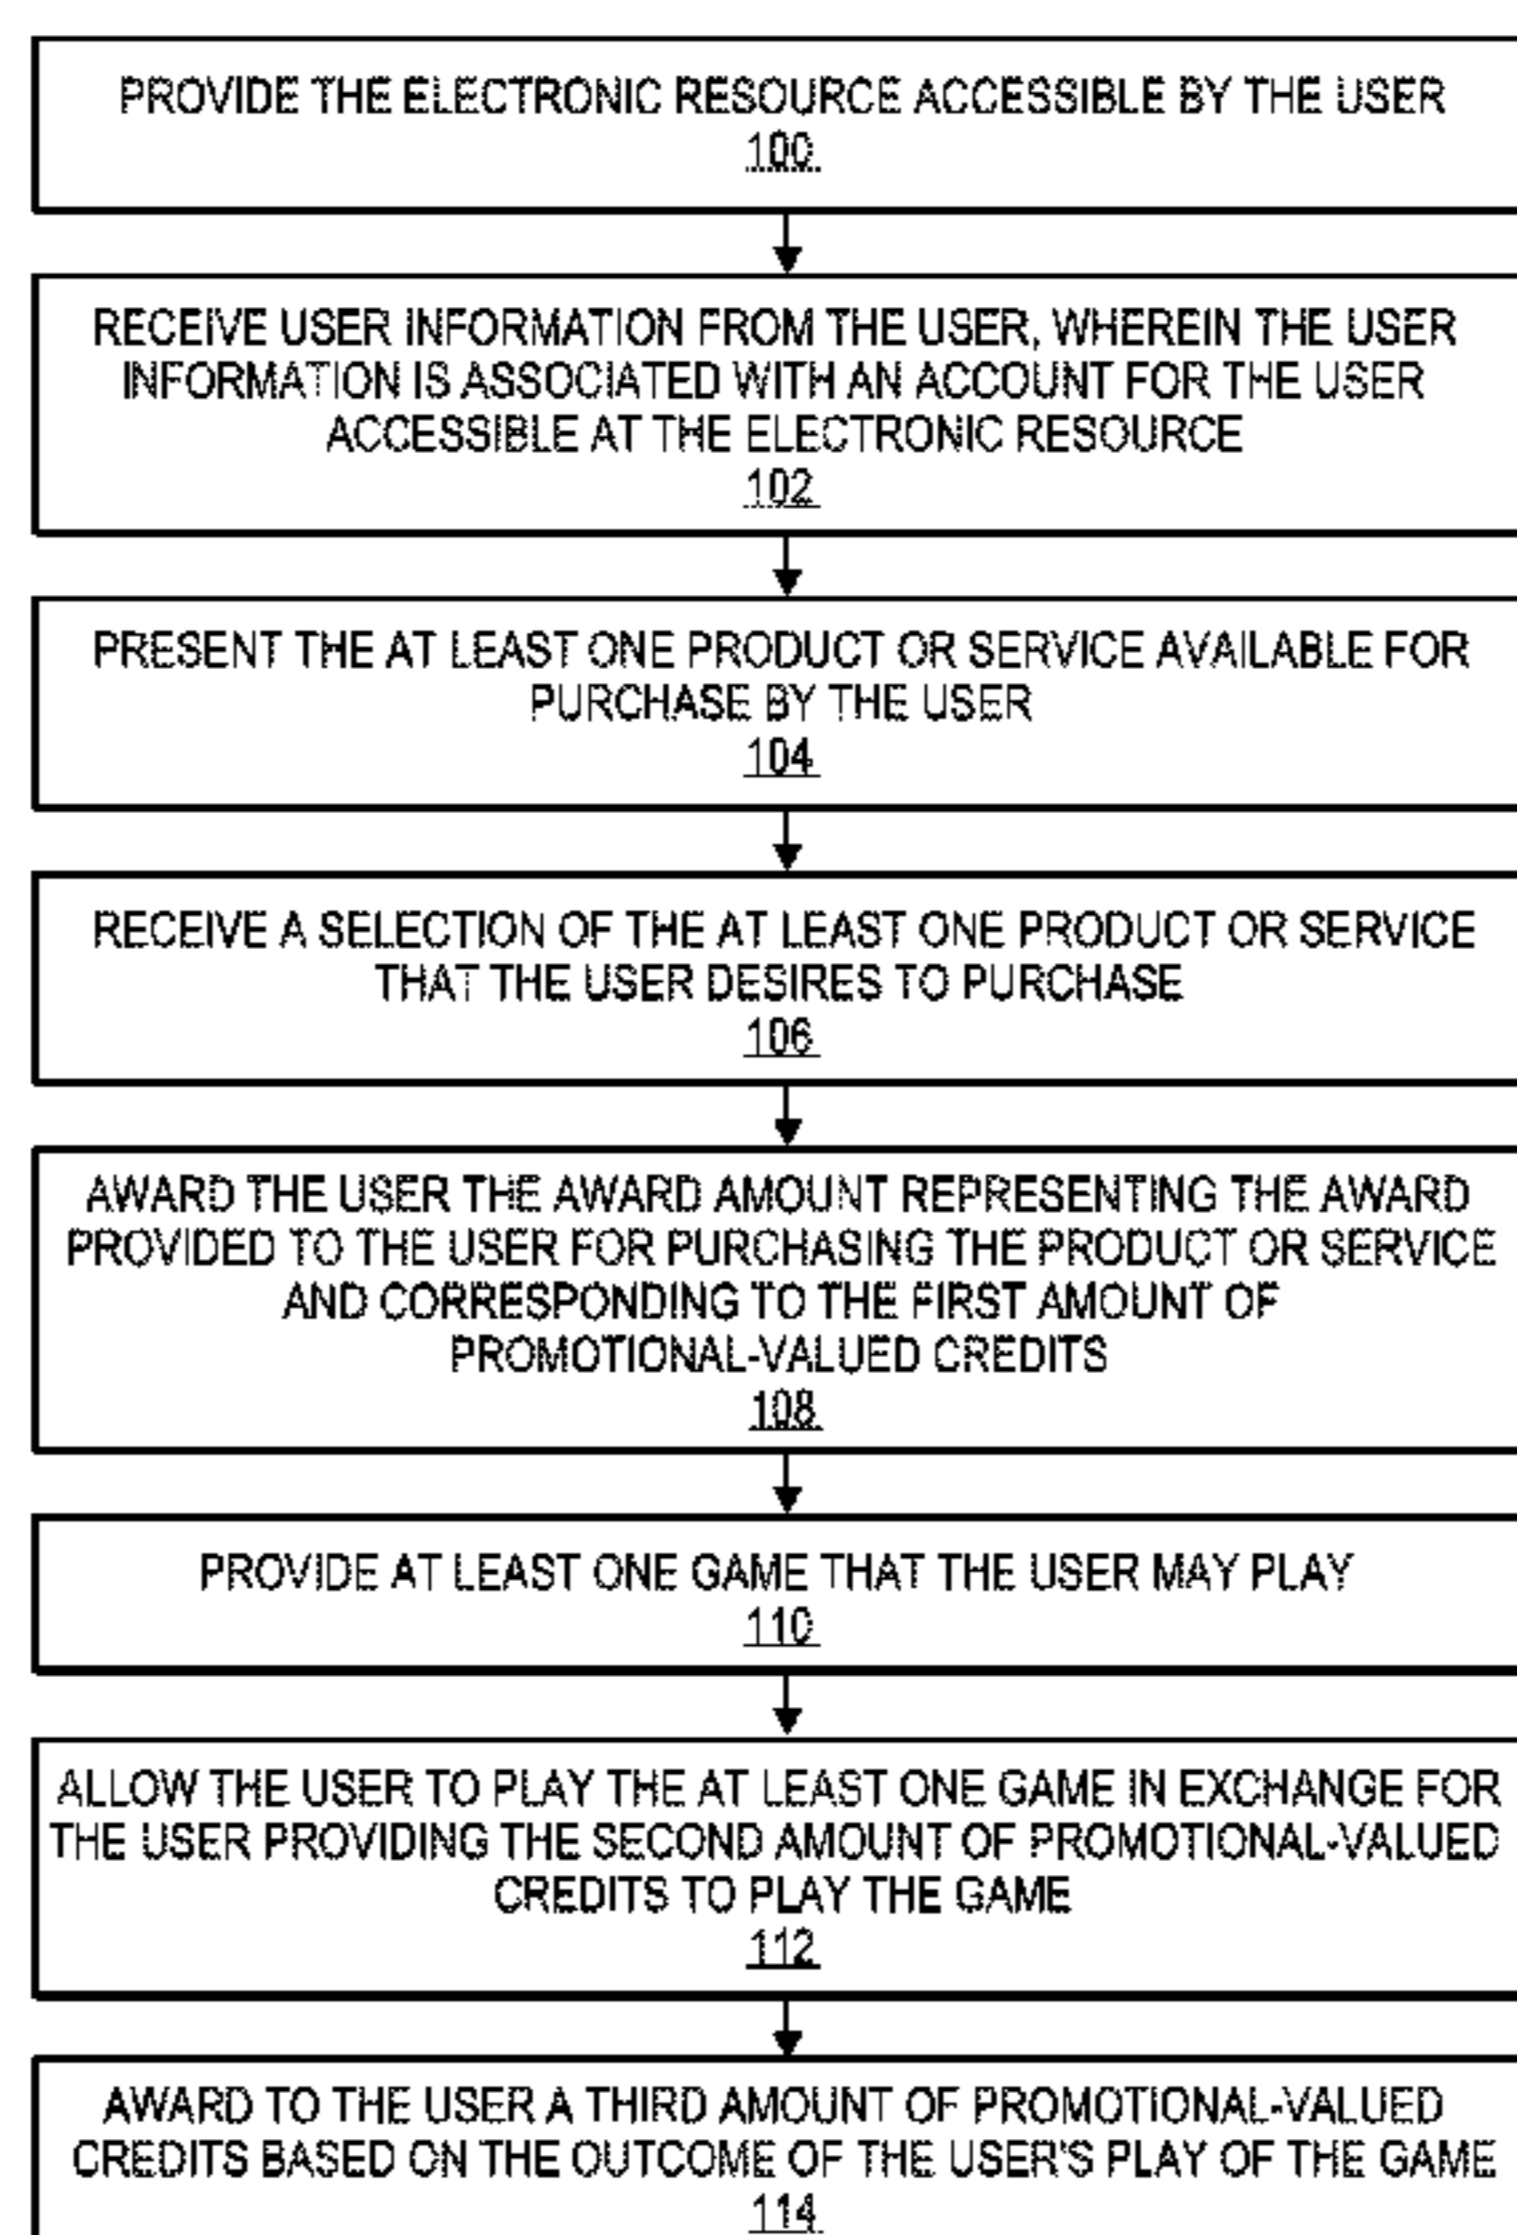 PROVIDE THE ELECTRONIC RESOURCE ACCESSIBLE BY THE USER
100
RECEIVE USER INFORMATION FROM THE USER, WHEREIN THE USER
INFORMATION IS ASSOCIATED WITH AN ACCOUNT FOR THE USER
ACCESSIBLE AT THE ELECTRONIC RESOURCE
102
PRESENT THE AT LEAST ONE PRODUCT OR SERVICE AVAILABLE FOR
PURCHASE BY THE USER
104
RECEIVE A SELECTION OF THE AT LEAST ONE PRODUCT OR SERVICE
THAT THE USER DESIRES TO PURCHASE
106
AWARD THE USER THE AWARD AMOUNT REPRESENTING THE AWARD
PROVIDED TO THE USER FOR PURCHASING THE PRODUCT OR SERVICE
AND CORRESPONDING TO THE FIRST AMOUNT OF
PROMOTIONAL-VALUED CREDITS
108
PROVIDE AT LEAST ONE GAME THAT THE USER MAY PLAY
110
ALLOW THE USER TO PLAY THE AT LEAST ONE GAME IN EXCHANGE FOR
THE USER PROVIDING THE SECOND AMOUNT OF PROMOTIONAL-VALUED
CREDITS TO PLAY THE GAME
112
AWARD TO THE USER A THIRD AMOUNT OF PROMOTIONAL-VALUED
CREDITS BASED ON THE OUTCOME OF THE USER'S PLAY OF THE GAME
114